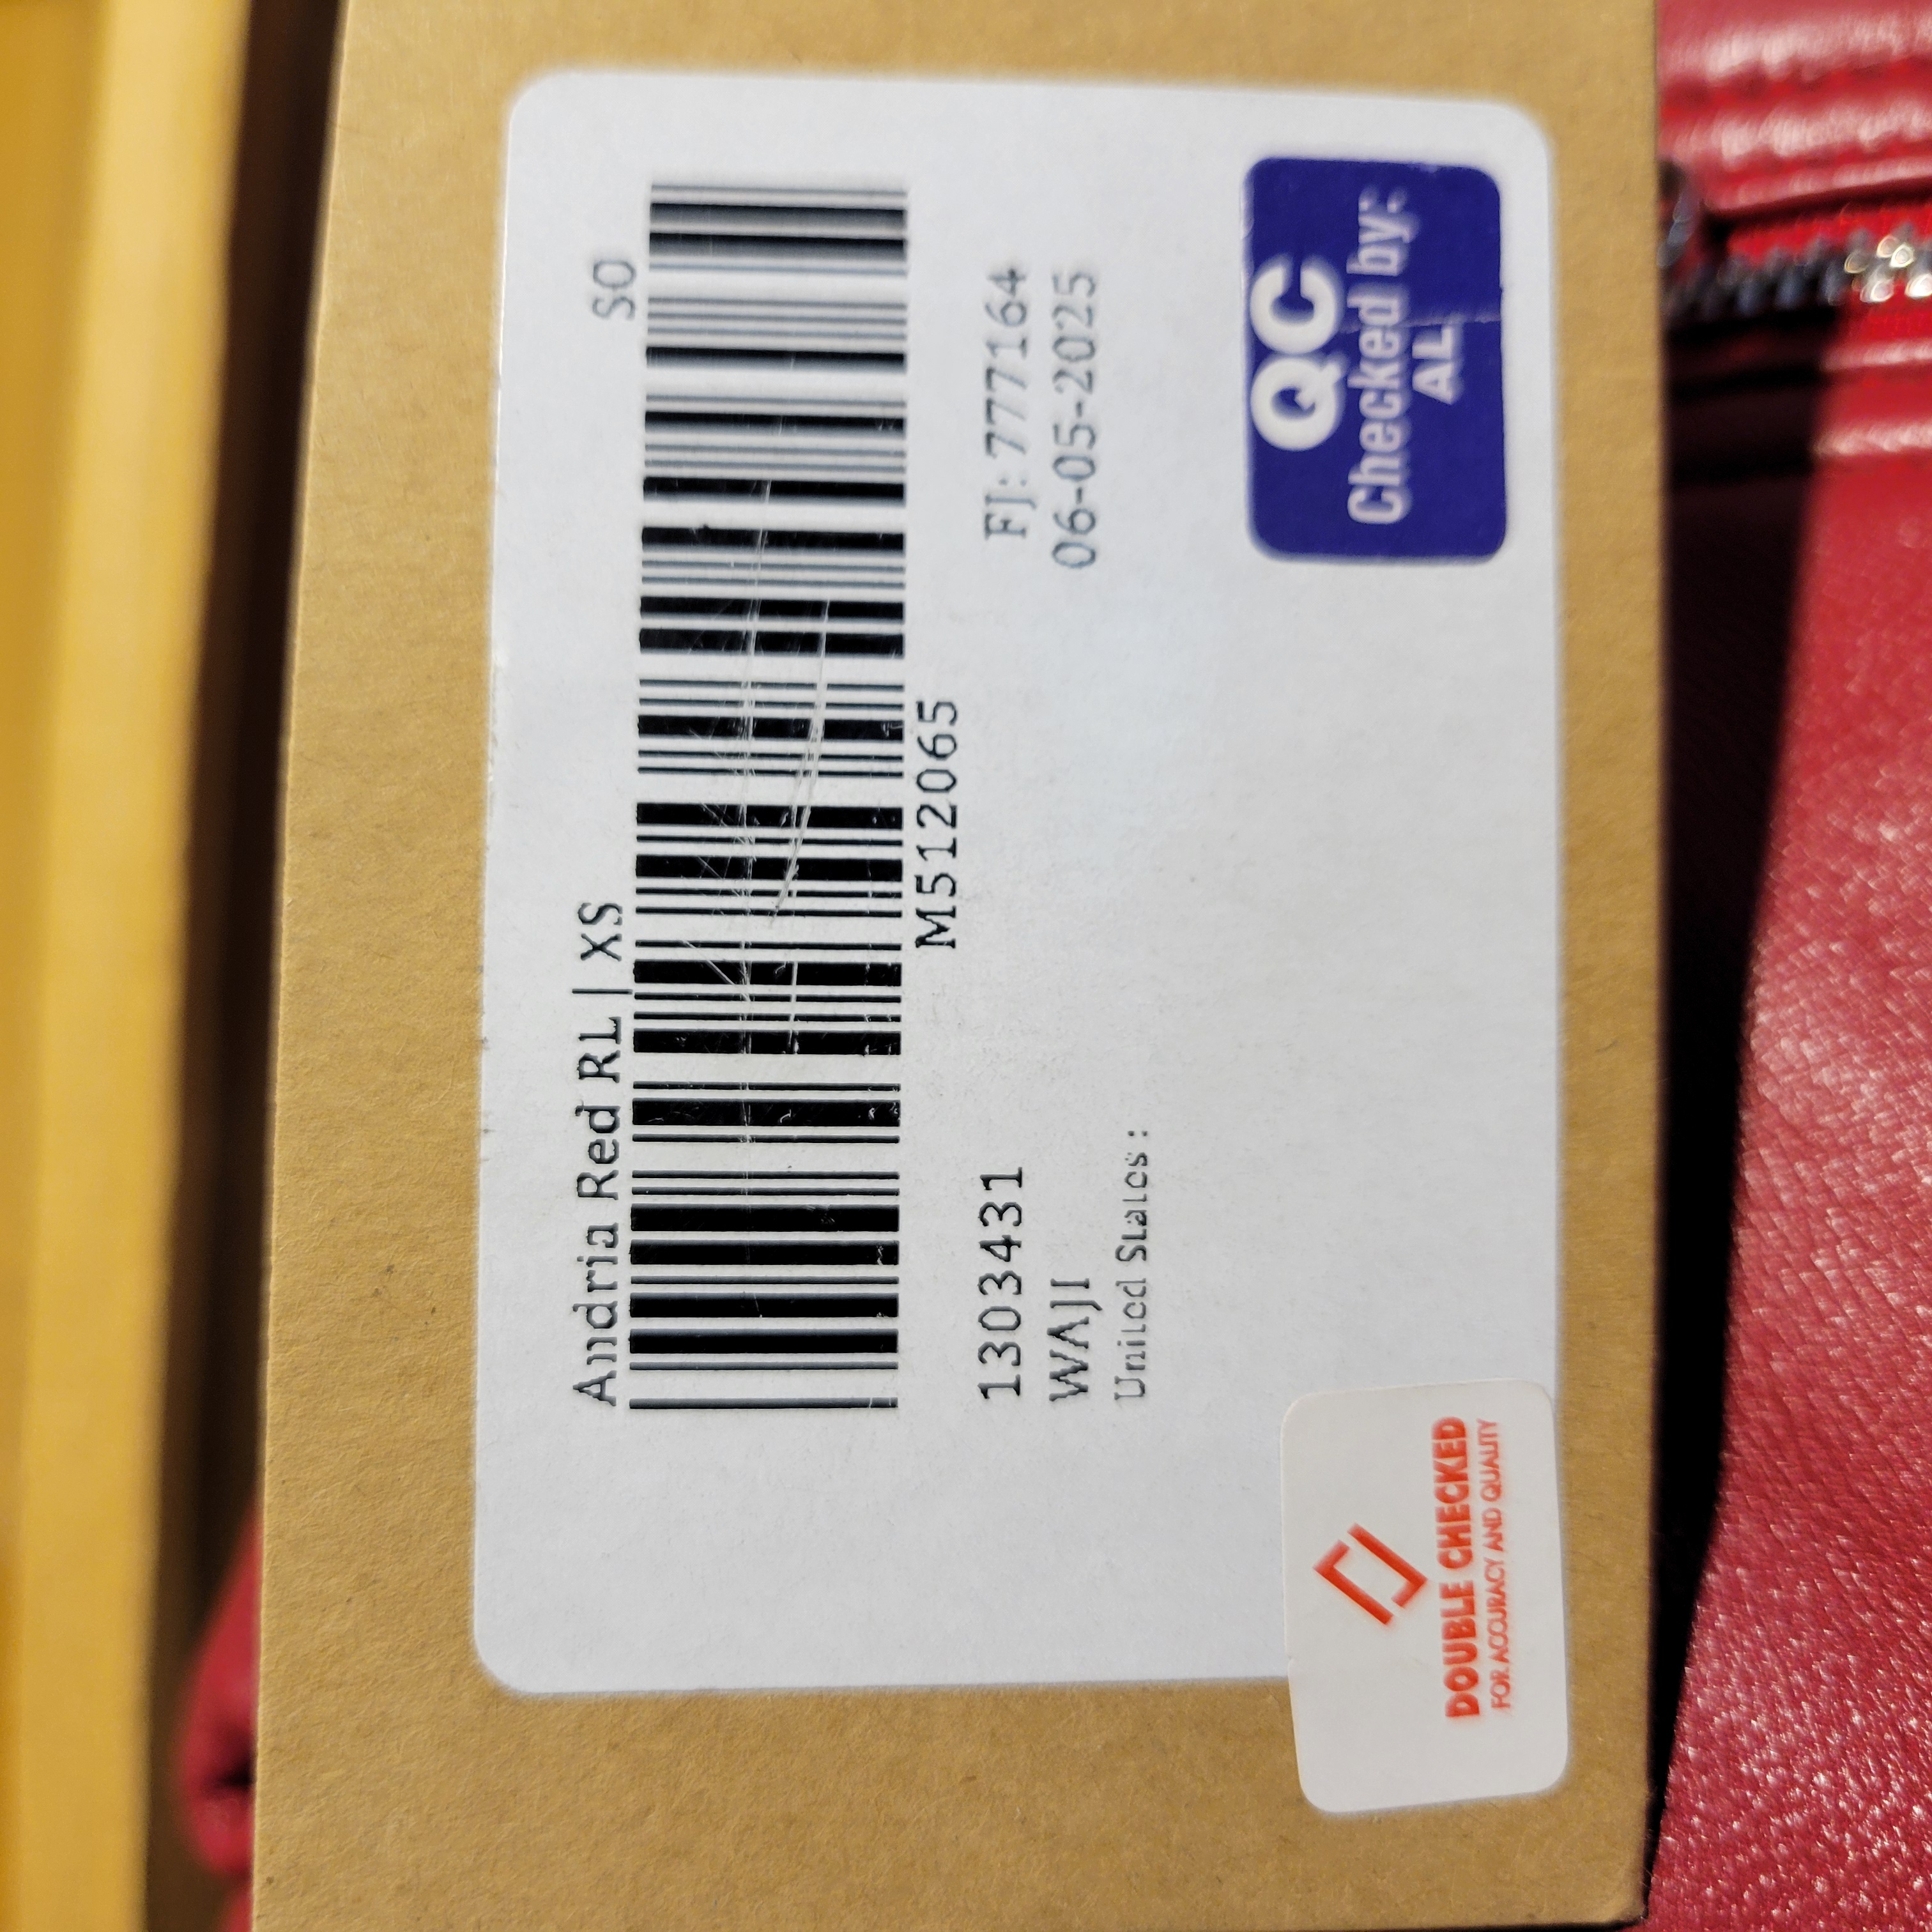 Andria Red RL | XS
SO
M512065
1303431
FJ: 777164
WAJI
06-05-2025
United States :
QC
Checked by:
AL
DOUBLE CHECKED
FOR ACCURACY AND QUALITY